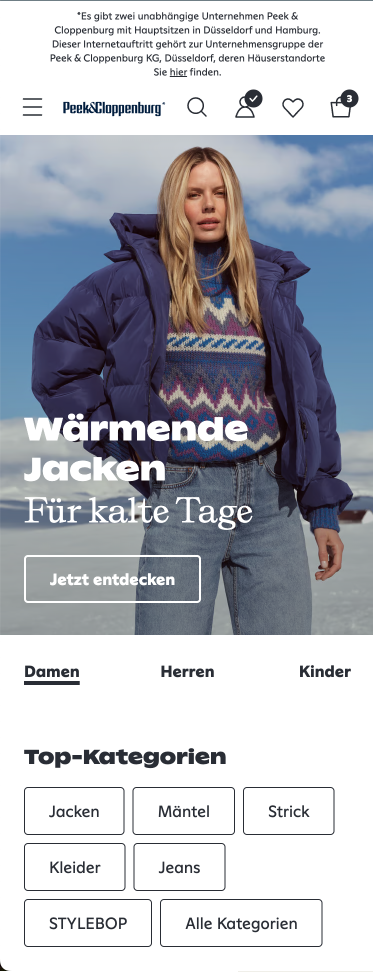 *Es gibt zwei unabhängige Unternehmen Peek &
Cloppenburg mit Hauptsitzen in Düsseldorf und Hamburg.
Dieser Internetauftritt gehört zur Unternehmensgruppe der
Peek & Cloppenburg KG, Düsseldorf, deren Häuserstandorte
Sie hier finden.
Peek&Cloppenburg*
3
Wärmende
Jacken
Für kalte Tage
Jetzt entdecken
Damen Herren Kinder
Top-Kategorien
Jacken Mäntel Strick
Kleider Jeans
STYLEBOP Alle Kategorien